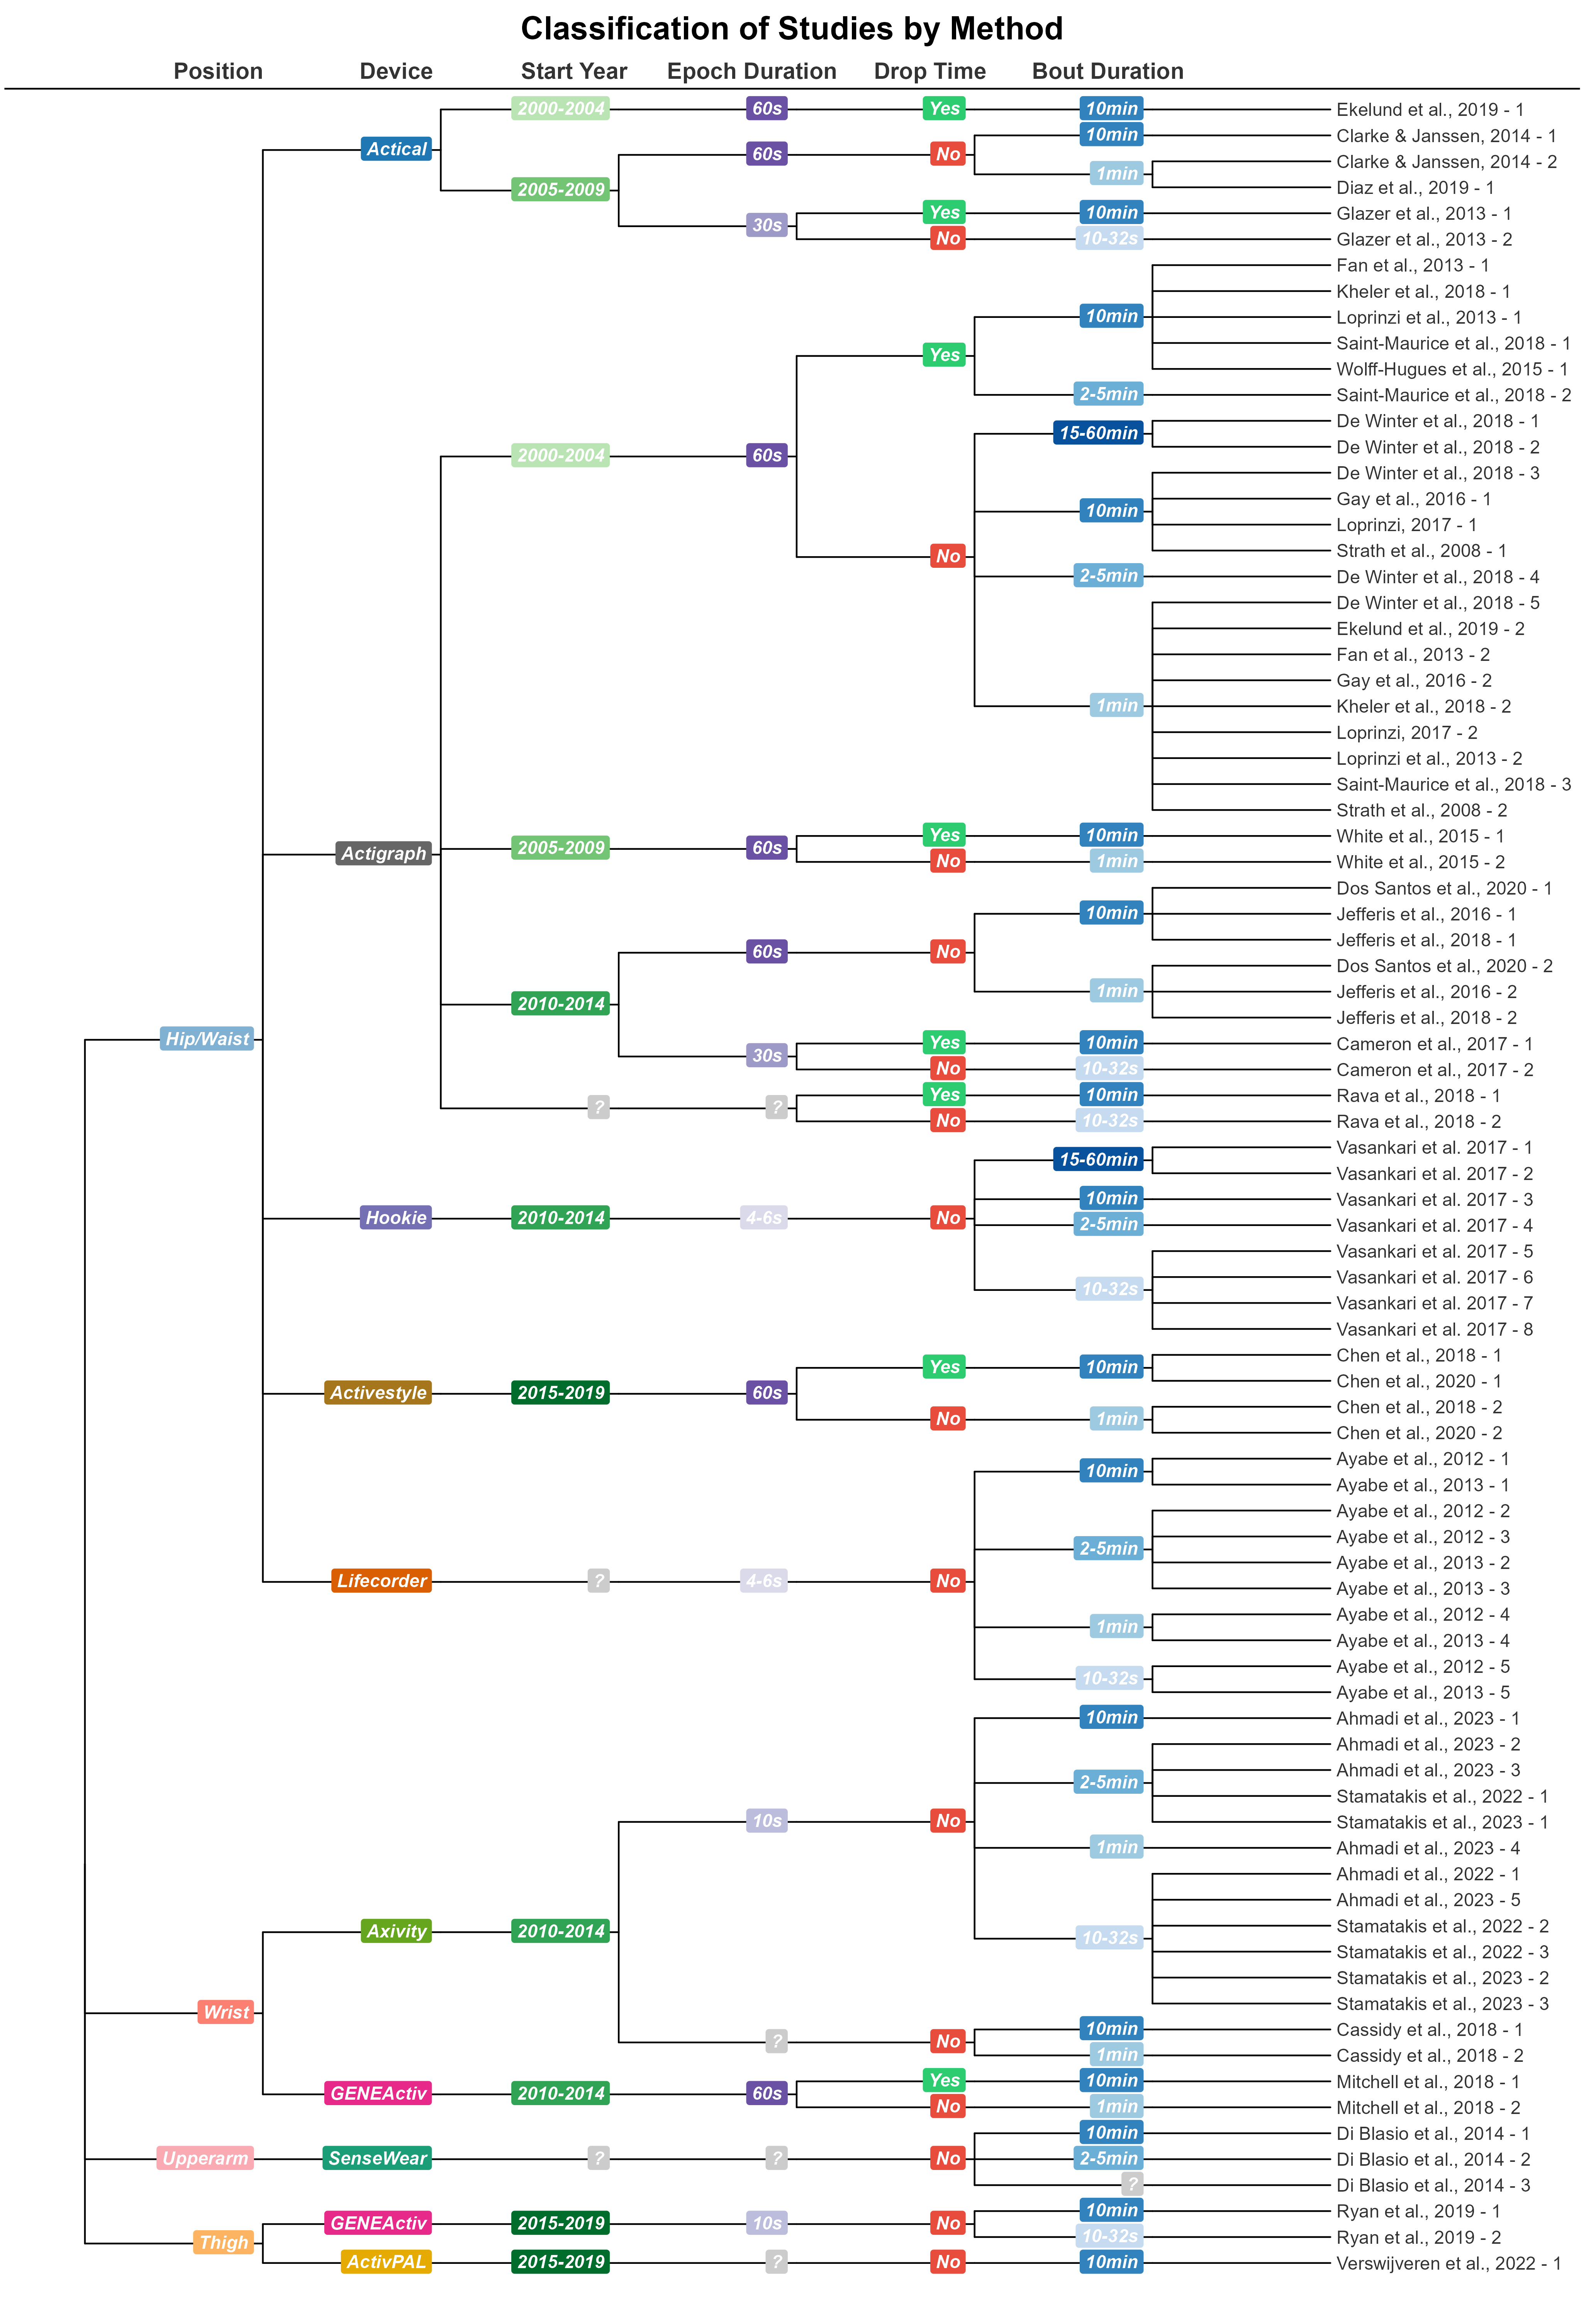 Classification of Studies by Method
Position Device Start Year Epoch Duration Drop Time Bout Duration
2000-2004 60s Yes 10min Ekelund et al., 2019 - 1
10min Clarke & Janssen, 2014 - 1
Actical 60s No
Clarke & Janssen, 2014 - 2
1min
2005-2009 Diaz et al., 2019 - 1
Yes 10min Glazer et al., 2013 - 1
30s
No 10-32s Glazer et al., 2013 - 2
Fan et al., 2013 - 1
Kheler et al., 2018 - 1
10min Loprinzi et al., 2013 - 1
Saint-Maurice et al., 2018 - 1
Yes
Wolff-Hugues et al., 2015 - 1
2-5min Saint-Maurice et al., 2018 - 2
De Winter et al., 2018 - 1
15-60min
De Winter et al., 2018 - 2
2000-2004 60s
De Winter et al., 2018 - 3
Gay et al., 2016 - 1
10min
Loprinzi, 2017 - 1
Strath et al., 2008 - 1
No
2-5min De Winter et al., 2018 - 4
De Winter et al., 2018 - 5
Ekelund et al., 2019 - 2
Fan et al., 2013 - 2
Gay et al., 2016 - 2
1min Kheler et al., 2018 - 2
Loprinzi, 2017 - 2
Loprinzi et al., 2013 - 2
Saint-Maurice et al., 2018 - 3
Strath et al., 2008 - 2
Yes 10min White et al., 2015 - 1
Actigraph 2005-2009 60s
No 1min White et al., 2015 - 2
Dos Santos et al., 2020 - 1
10min Jefferis et al., 2016 - 1
Jefferis et al., 2018 - 1
60s No
Dos Santos et al., 2020 - 2
1min Jefferis et al., 2016 - 2
2010-2014
Jefferis et al., 2018 - 2
Hip/Waist Yes 10min Cameron et al., 2017 - 1
30s
No 10-32s Cameron et al., 2017 - 2
Yes 10min Rava et al., 2018 - 1
? ?
No 10-32s Rava et al., 2018 - 2
Vasankari et al. 2017 - 1
15-60min
Vasankari et al. 2017 - 2
10min Vasankari et al. 2017 - 3
Hookie 2010-2014 4-6s No
2-5min Vasankari et al. 2017 - 4
Vasankari et al. 2017 - 5
Vasankari et al. 2017 - 6
10-32s
Vasankari et al. 2017 - 7
Vasankari et al. 2017 - 8
Chen et al., 2018 - 1
Yes 10min
Chen et al., 2020 - 1
Activestyle 2015-2019 60s
Chen et al., 2018 - 2
No 1min
Chen et al., 2020 - 2
Ayabe et al., 2012 - 1
10min
Ayabe et al., 2013 - 1
Ayabe et al., 2012 - 2
Ayabe et al., 2012 - 3
2-5min
Ayabe et al., 2013 - 2
Lifecorder ? 4-6s No
Ayabe et al., 2013 - 3
Ayabe et al., 2012 - 4
1min
Ayabe et al., 2013 - 4
Ayabe et al., 2012 - 5
10-32s
Ayabe et al., 2013 - 5
10min Ahmadi et al., 2023 - 1
Ahmadi et al., 2023 - 2
Ahmadi et al., 2023 - 3
2-5min
Stamatakis et al., 2022 - 1
10s No Stamatakis et al., 2023 - 1
1min Ahmadi et al., 2023 - 4
Ahmadi et al., 2022 - 1
Ahmadi et al., 2023 - 5
Axivity 2010-2014 Stamatakis et al., 2022 - 2
10-32s
Stamatakis et al., 2022 - 3
Stamatakis et al., 2023 - 2
Stamatakis et al., 2023 - 3
Wrist
10min Cassidy et al., 2018 - 1
? No
1min Cassidy et al., 2018 - 2
Yes 10min Mitchell et al., 2018 - 1
GENEActiv 2010-2014 60s
No 1min Mitchell et al., 2018 - 2
10min Di Blasio et al., 2014 - 1
Upperarm SenseWear ? ? No 2-5min Di Blasio et al., 2014 - 2
? Di Blasio et al., 2014 - 3
10min Ryan et al., 2019 - 1
GENEActiv 2015-2019 10s No
10-32s Ryan et al., 2019 - 2
Thigh
ActivPAL 2015-2019 ? No 10min Verswijveren et al., 2022 - 1